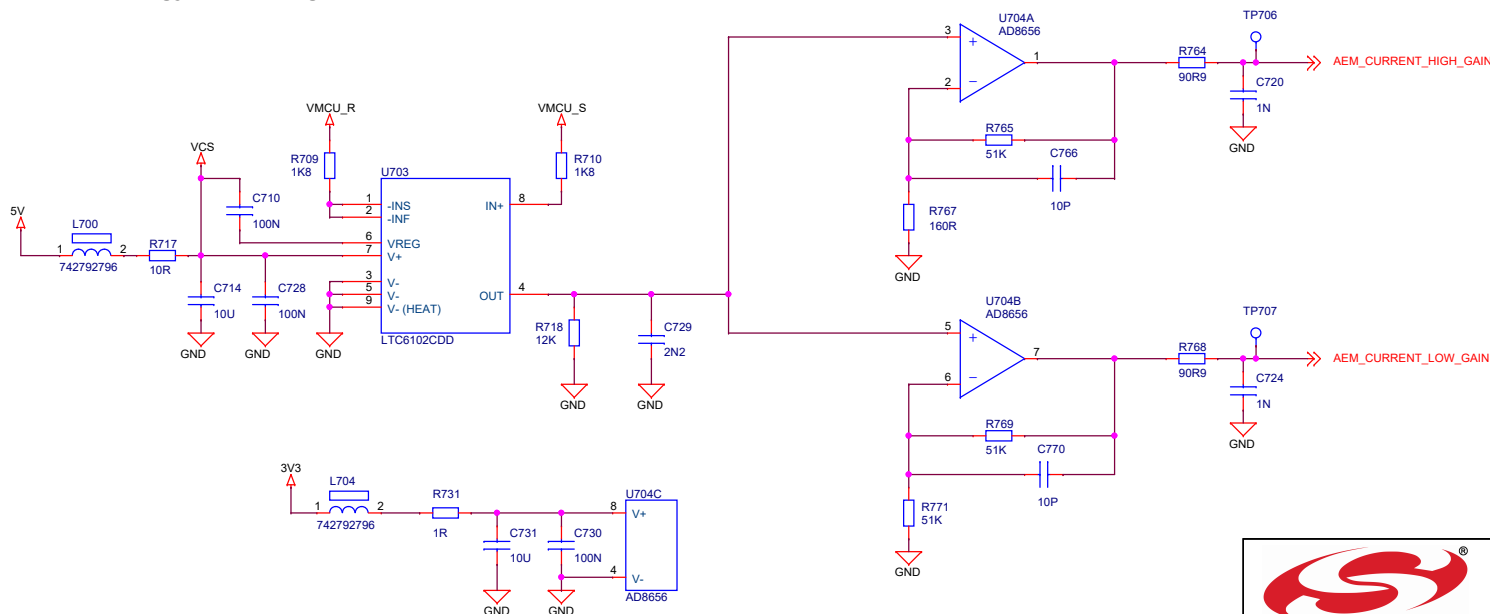 U704A
AD8656
TP706
3
1
R764
90R9
AEM_CURRENT_HIGH_GAIN
C720
1N
GND
2
R765
51K
C766
10P
R767
160R
GND
VMCU_R
VMCU_S
VCS
R709
1K8
R710
1K8
U703
1
-INS
2
-INF
IN+
8
6
VREG
7
V+
3
V-
5
V-
9
V- (HEAT)
OUT
4
LTC6102CDD
C710
100N
5V
L700
1
2
742792796
R717
10R
C714
10U
C728
100N
GND
GND
GND
R718
12K
C729
2N2
GND
GND
U704B
AD8656
TP707
5
7
R768
90R9
AEM_CURRENT_LOW_GAIN
C724
1N
GND
6
R769
51K
C770
10P
R771
51K
GND
3V3
L704
1
2
742792796
R731
1R
C731
10U
C730
100N
U704C
8
V+
4
V-
AD8656
GND
GND
®